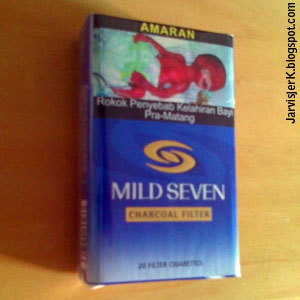 AMARAN
Rokok Penyebab Kelahiran Bayi
Pra-Matang
MILD SEVEN
CHARCOAL FILTER
20 FILTER CIGARETTES
JarvisJerK.blogspot.com